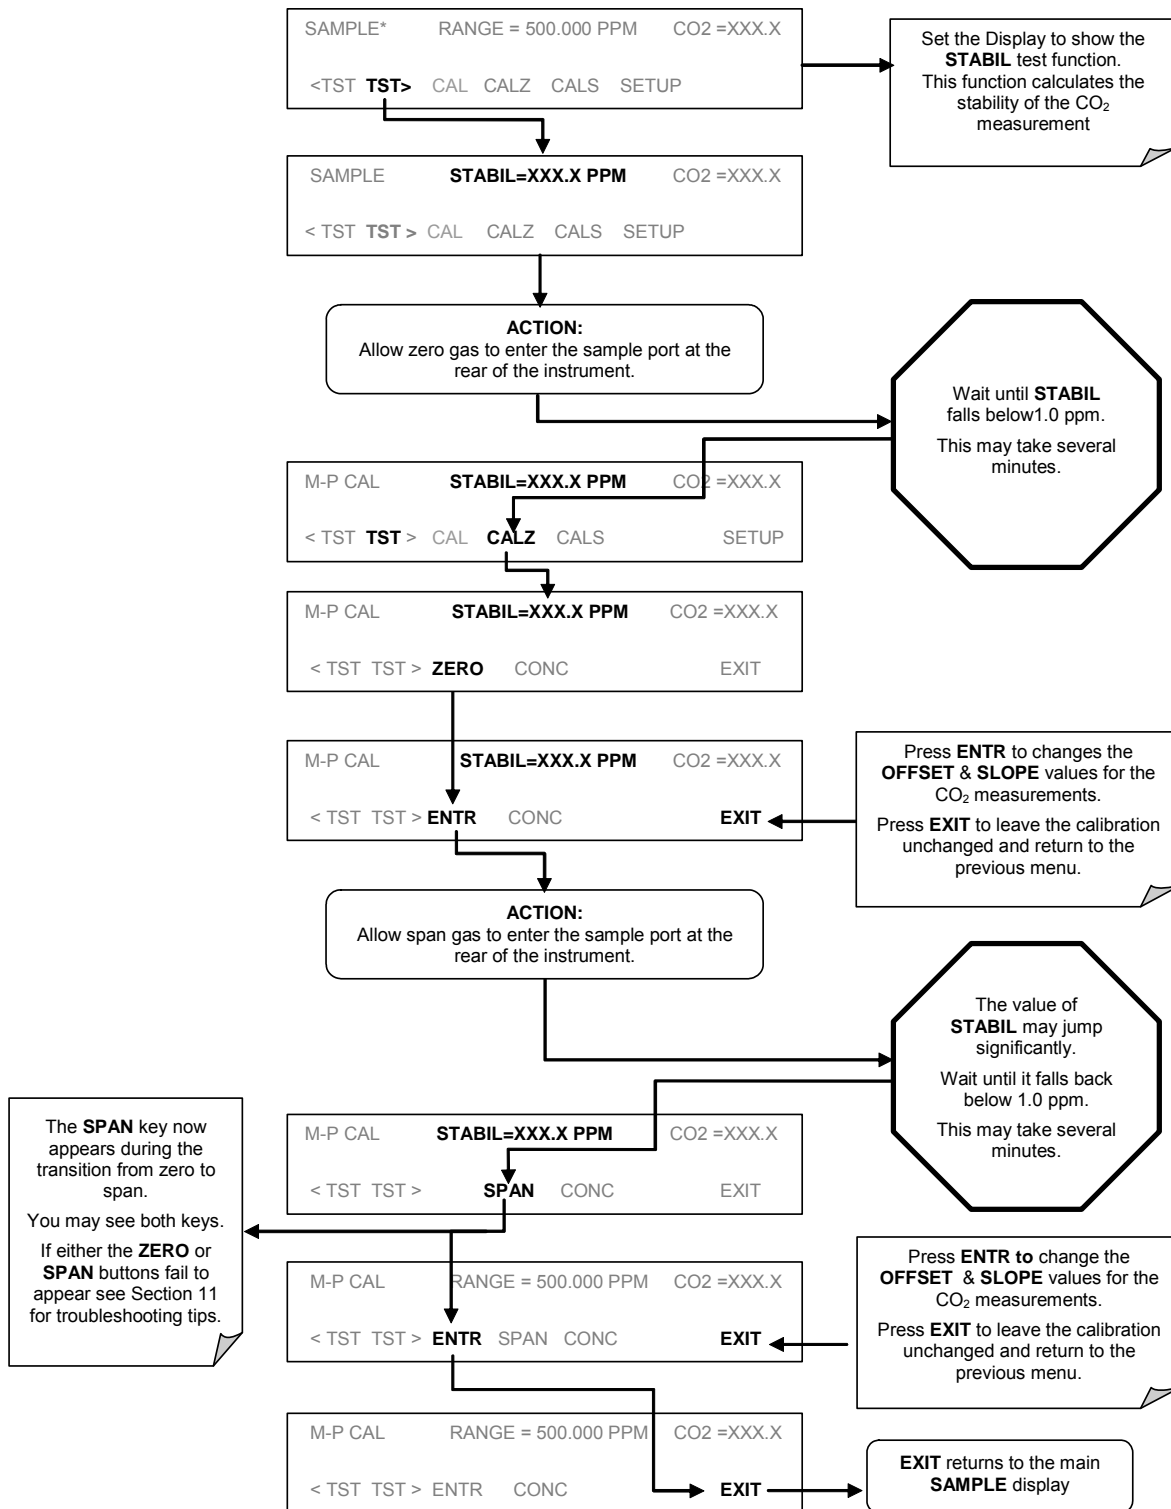 SAMPLE* RANGE = 500.000 PPM CO2 =XXX.X
<TST TST> CAL CALZ CALS SETUP
Set the Display to show the
STABIL test function.
This function calculates the
stability of the CO2
measurement
SAMPLE STABIL=XXX.X PPM CO2 =XXX.X
< TST TST > CAL CALZ CALS SETUP
ACTION:
Allow zero gas to enter the sample port at the
rear of the instrument.
Wait until STABIL
falls below1.0 ppm.
This may take several
minutes.
M-P CAL STABIL=XXX.X PPM CO2 =XXX.X
< TST TST > CAL CALZ CALS SETUP
M-P CAL STABIL=XXX.X PPM CO2 =XXX.X
< TST TST > ZERO CONC EXIT
M-P CAL STABIL=XXX.X PPM CO2 =XXX.X
< TST TST > ENTR CONC EXIT
Press ENTR to changes the
OFFSET & SLOPE values for the
CO2 measurements.
Press EXIT to leave the calibration
unchanged and return to the
previous menu.
ACTION:
Allow span gas to enter the sample port at the
rear of the instrument.
The value of
STABIL may jump
significantly.
Wait until it falls back
below 1.0 ppm.
This may take several
minutes.
The SPAN key now
appears during the
transition from zero to
span.
You may see both keys.
If either the ZERO or
SPAN buttons fail to
appear see Section 11
for troubleshooting tips.
M-P CAL STABIL=XXX.X PPM CO2 =XXX.X
< TST TST > SPAN CONC EXIT
M-P CAL RANGE = 500.000 PPM CO2 =XXX.X
< TST TST > ENTR SPAN CONC EXIT
Press ENTR to change the
OFFSET & SLOPE values for the
CO2 measurements.
Press EXIT to leave the calibration
unchanged and return to the
previous menu.
M-P CAL RANGE = 500.000 PPM CO2 =XXX.X
< TST TST > ENTR CONC EXIT
EXIT returns to the main
SAMPLE display